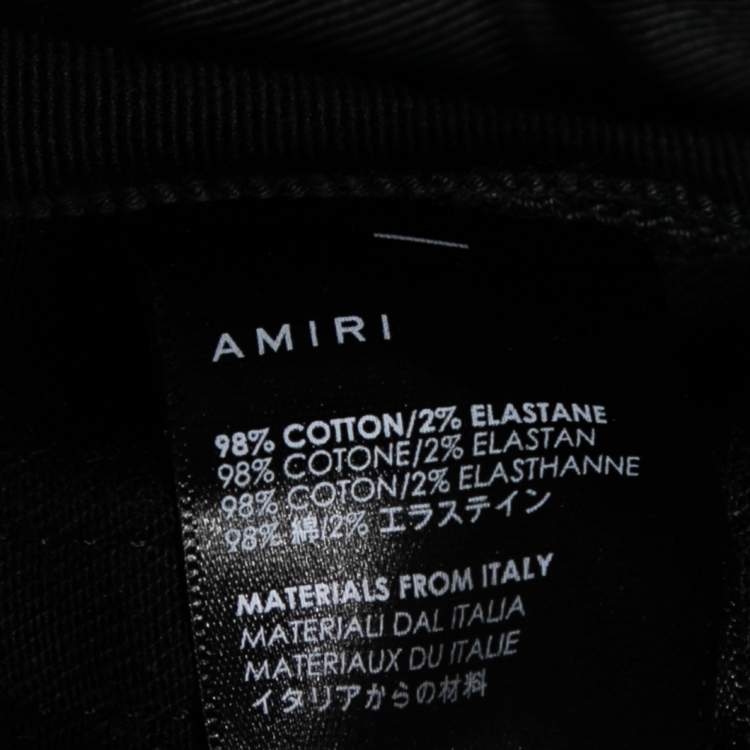 AMIRI
98% COTTON/2% ELASTANE
98% COTONE/2% ELASTAN
98% COTON/2% ELASTHANNE
98% 綿/2% エラステイン
MATERIALS FROM ITALY
MATERIALI DAL ITALIA
MATERIAUX DU ITALIE
イタリアからの材料